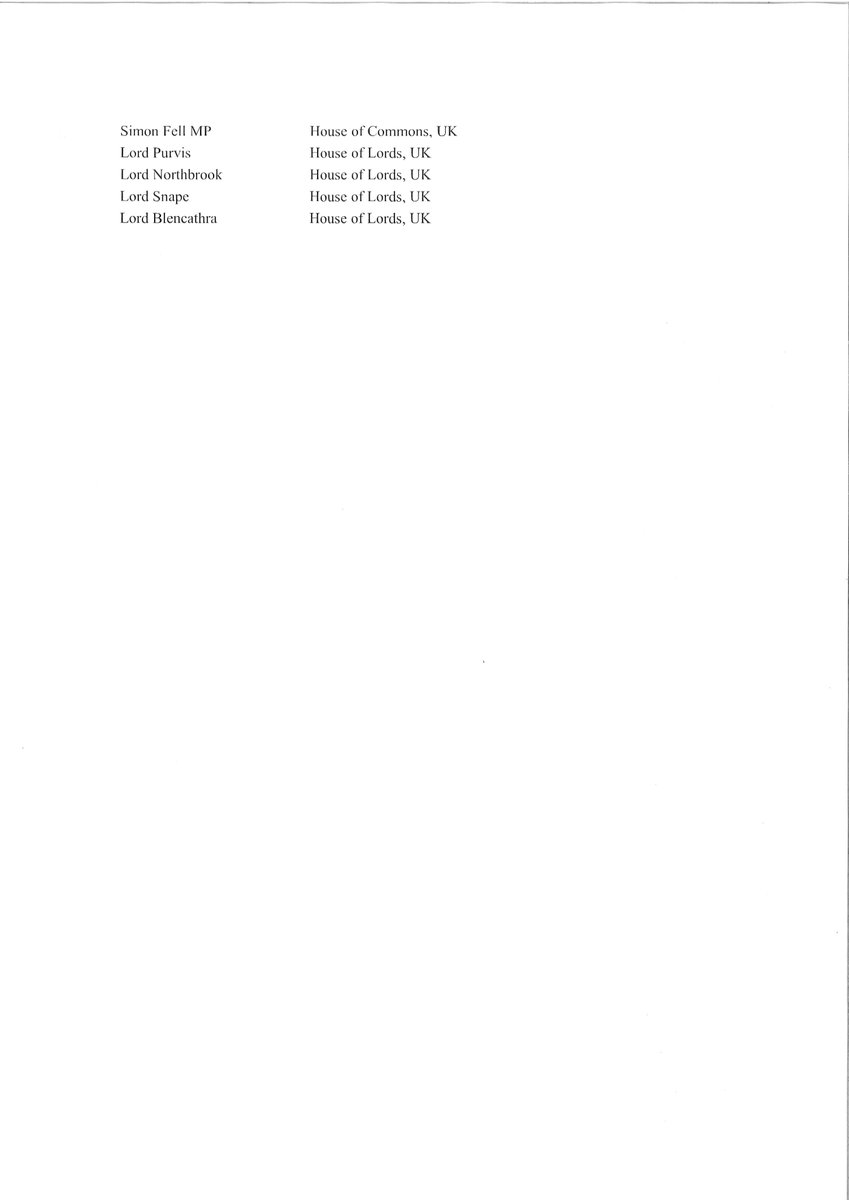 Simon Fell MP House of Commons, UK
Lord Purvis House of Lords, UK
Lord Northbrook House of Lords, UK
Lord Snape House of Lords, UK
Lord Blencathra House of Lords, UK